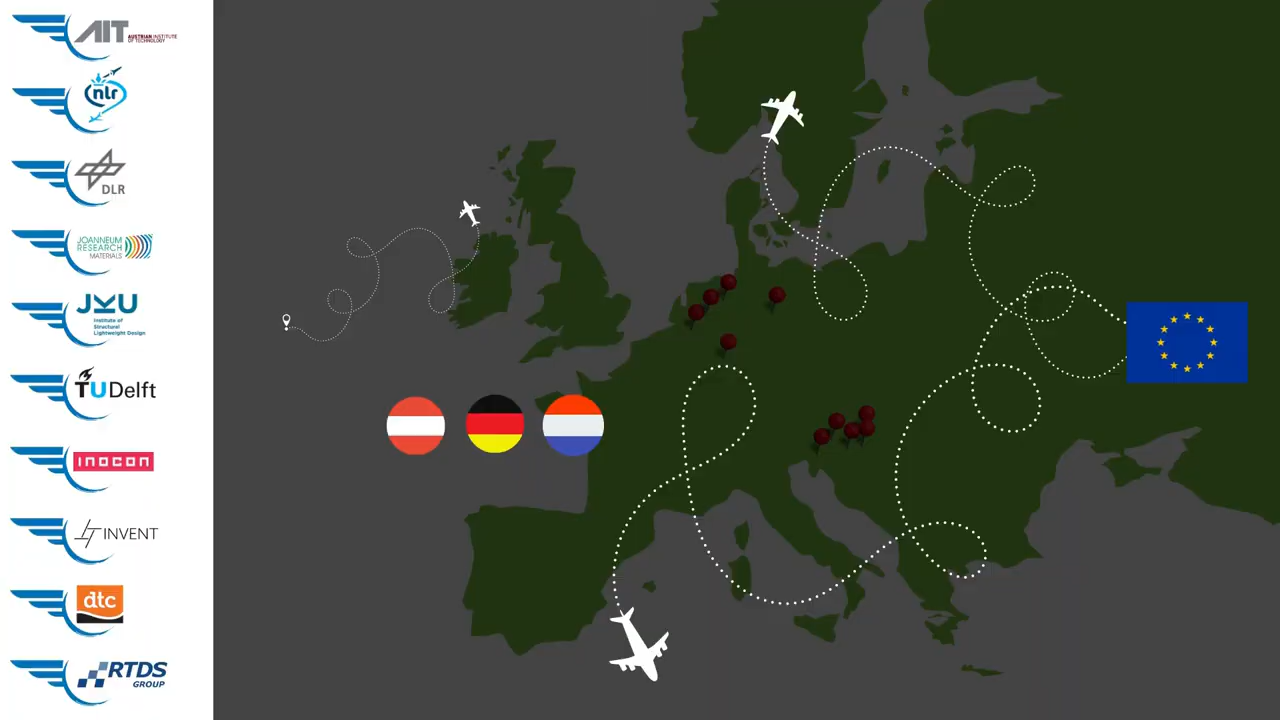 AIT
AUSTRIAN INSTITUTE
OF TECHNOLOGY
nlr
DLR
JOANNEUM
RESEARCH
MATERIALS
JKU
Institute of
Structural
Lightweight Design
TUDelft
INOCON
INVENT
dtc
RTDS
GROUP